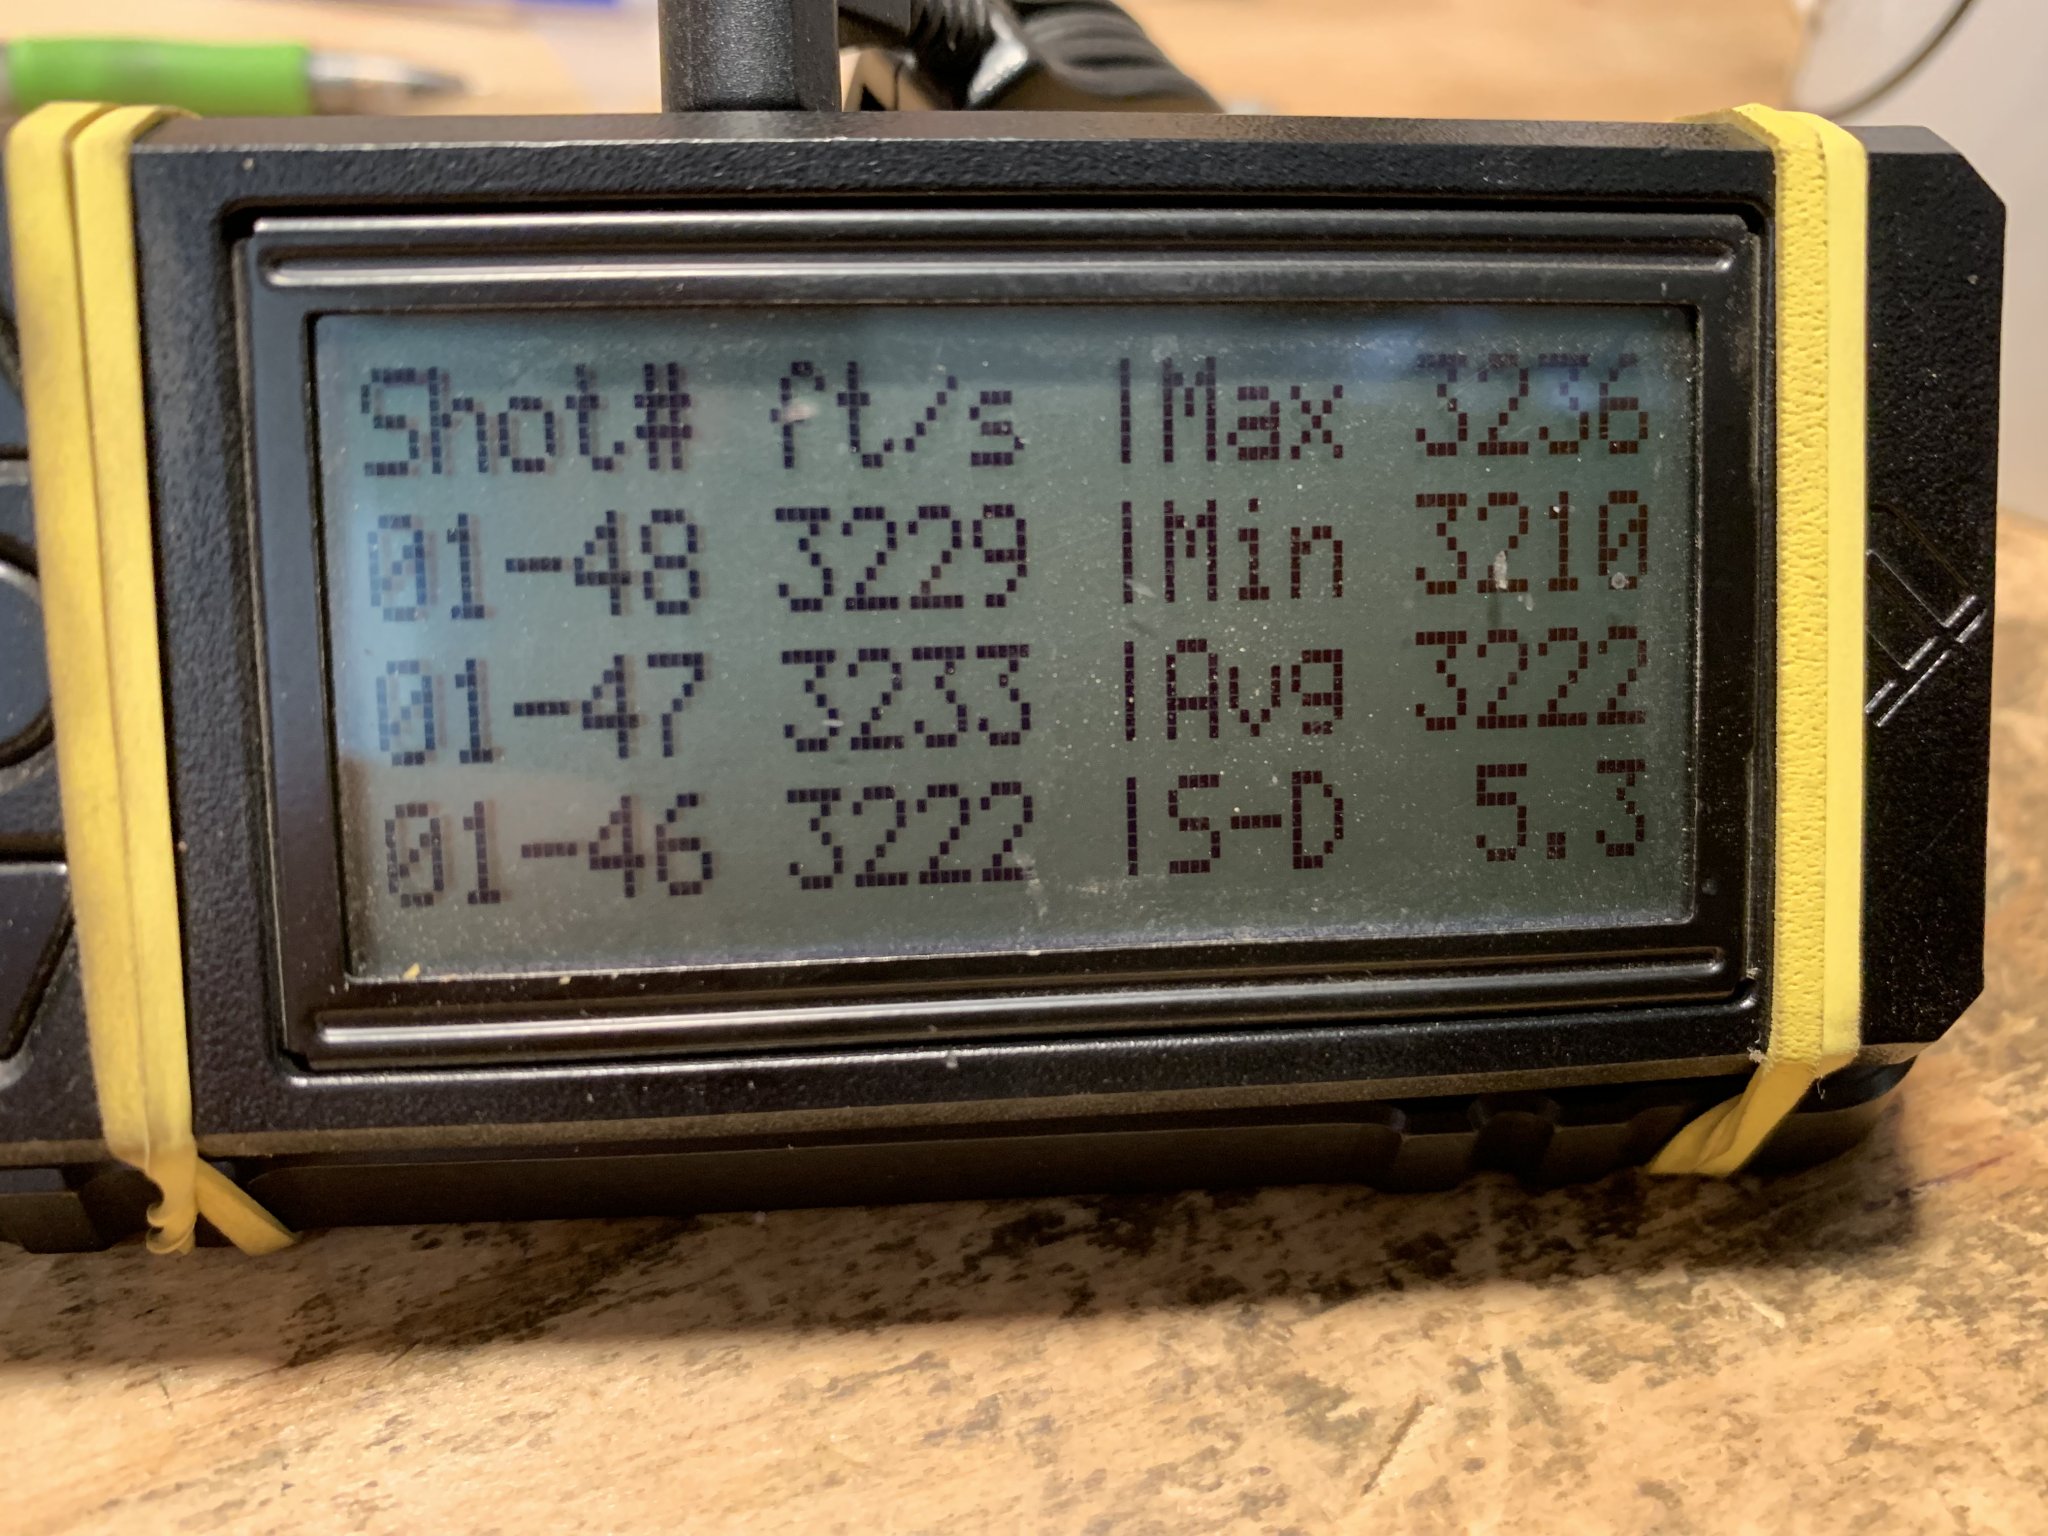 Shot# ft/s |Max 3236
01-48 3229 |Min 3210
01-47 3233 |Avg 3222
01-46 3222 |S-D 5.3